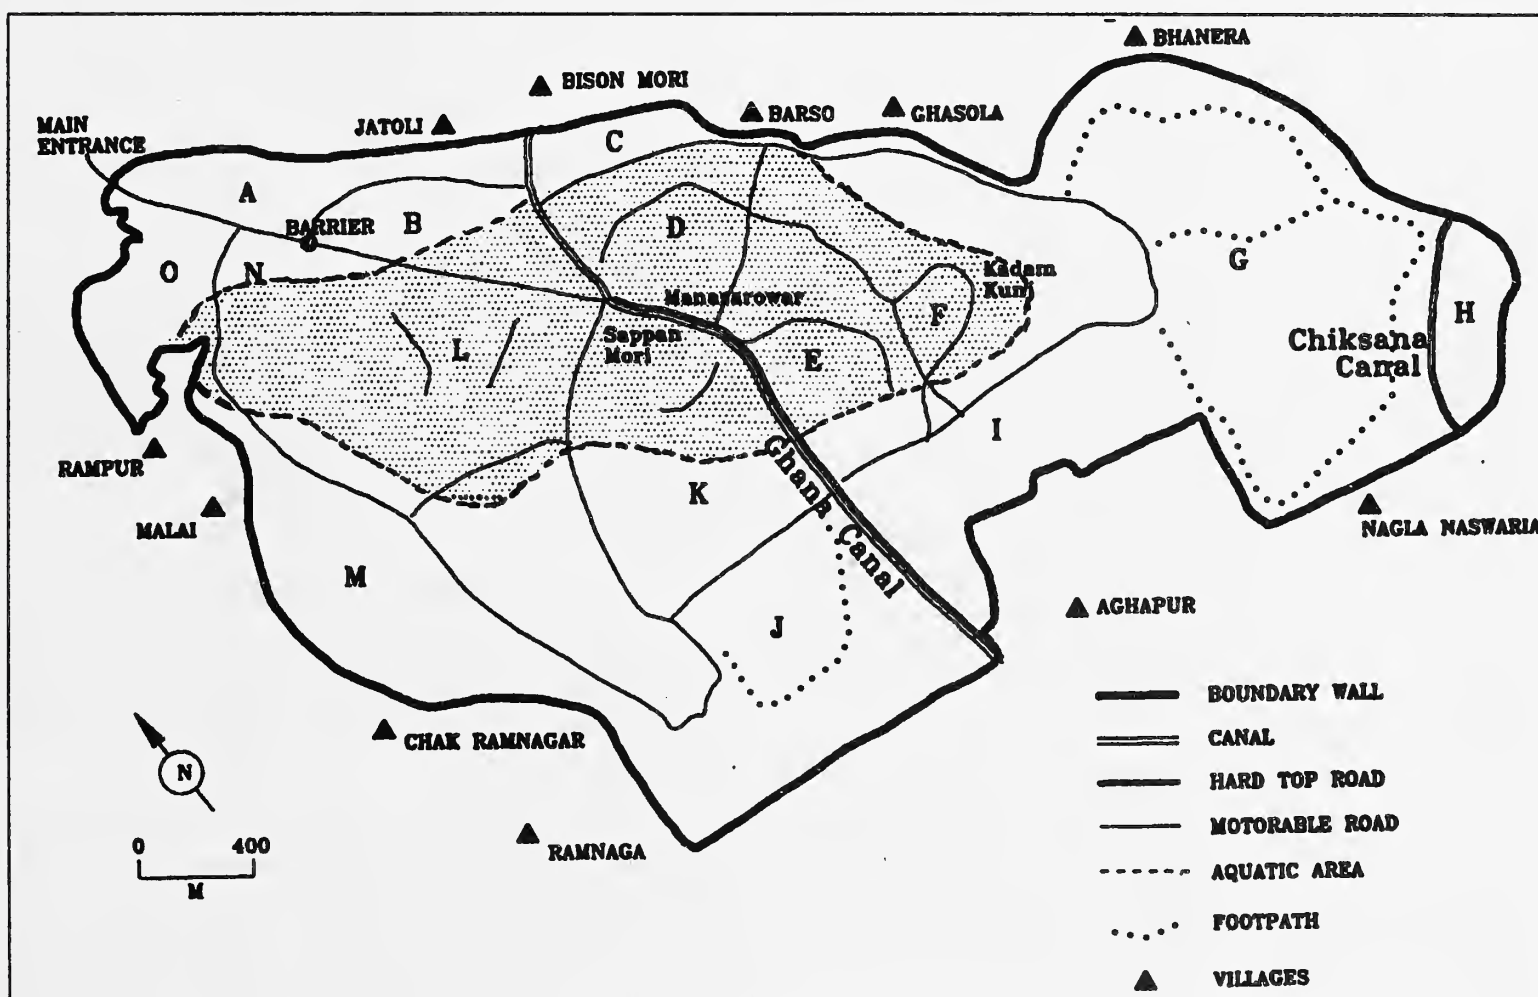 BHANERA
BISON MORI
MAIN
ENTRANCE
JATOLI
BARSO
GHASOLA
C
A
B
BARRIER
D
O
N
G
Kadam
Kunj
Manasarowar
F
H
Sappan
Mori
L
E
Chiksana
Canal
I
RAMPUR
K
Ghana Canal
MALAI
NAGLA NASWARIA
M
J
AGHAPUR
CHAK RAMNAGAR
N
RAMNAGA
0 400
M
BOUNDARY WALL
CANAL
HARD TOP ROAD
MOTORABLE ROAD
AQUATIC AREA
FOOTPATH
VILLAGES